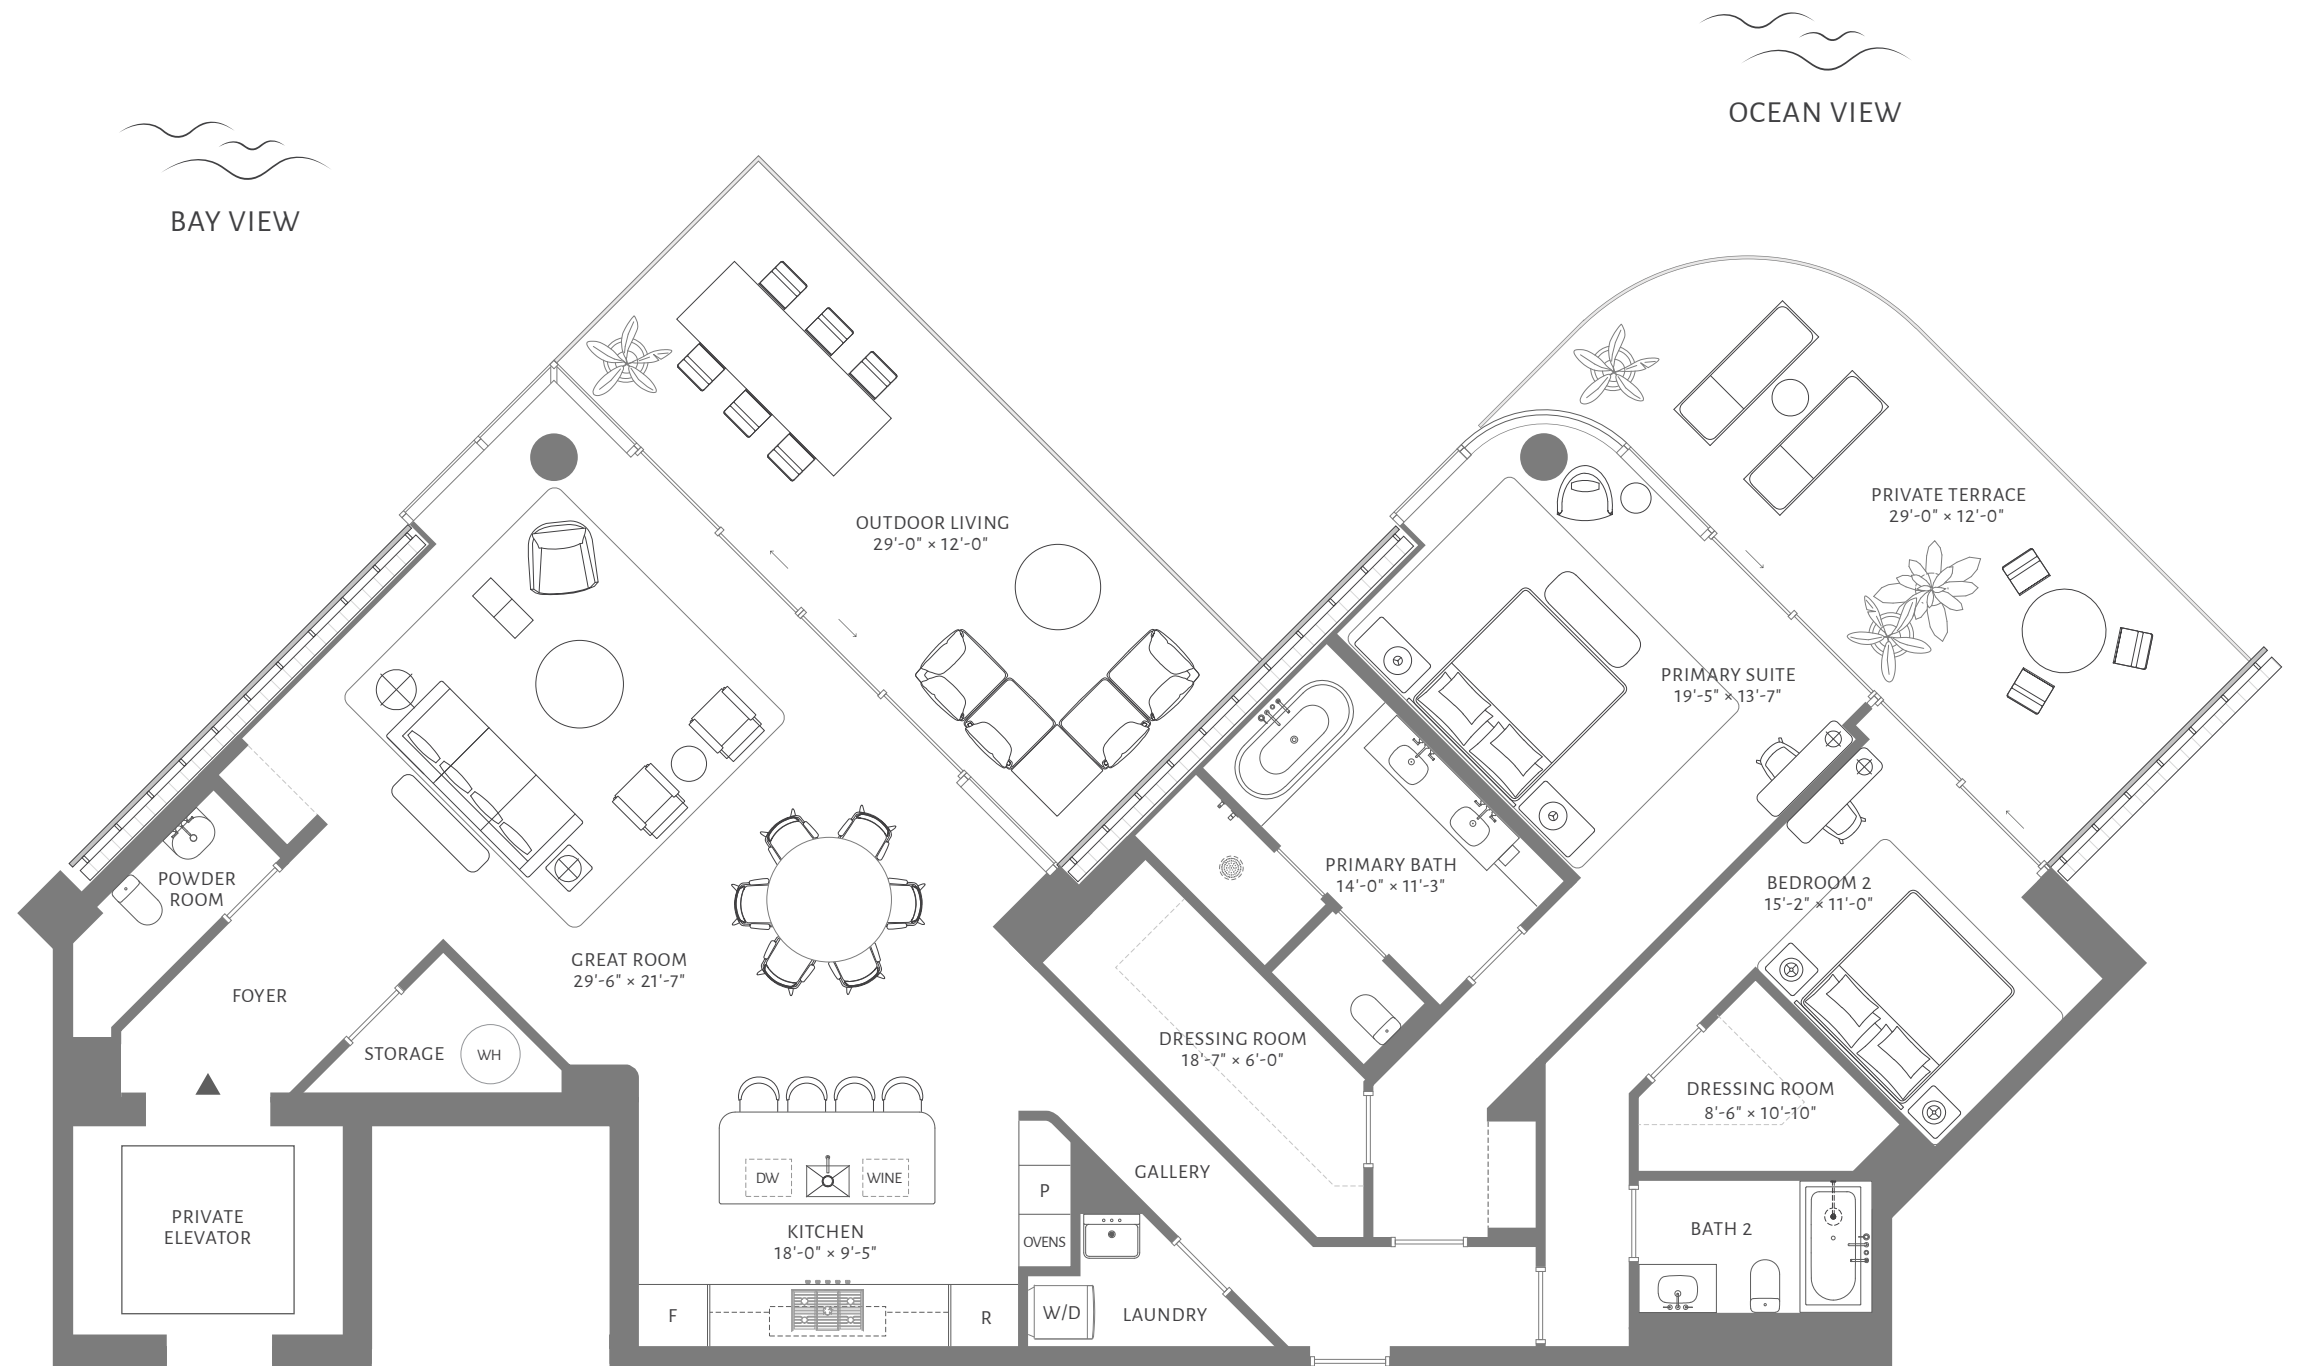 OCEAN VIEW
BAY VIEW
PRIVATE TERRACE
29'-0" × 12'-0"
OUTDOOR LIVING
29'-0" × 12'-0"
PRIMARY SUITE
19'-5" × 13'-7"
PRIMARY BATH
14'-0" × 11'-3"
BEDROOM 2
15'-2" × 11'-0"
POWDER
ROOM
GREAT ROOM
29'-6" × 21'-7"
FOYER
STORAGE
WH
DRESSING ROOM
18'-7" × 6'-0"
DRESSING ROOM
8'-6" × 10'-10"
GALLERY
DW
WINE
P
PRIVATE
ELEVATOR
KITCHEN
18'-0" × 9'-5"
OVENS
BATH 2
F
R
W/D
LAUNDRY